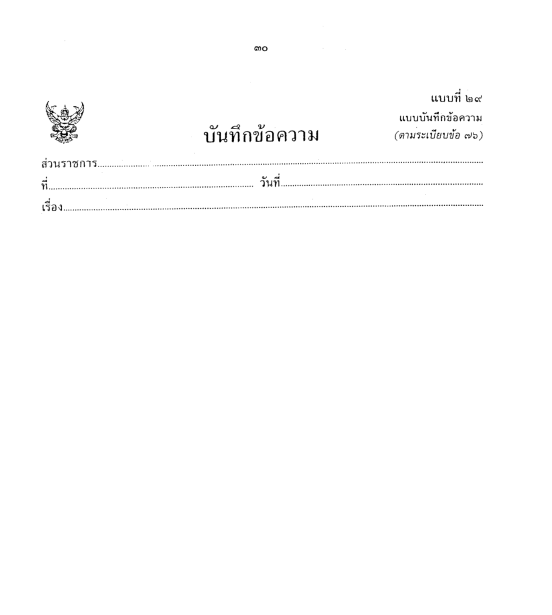 ๓๐
แบบที่ ๒๙
แบบบันทึกข้อความ
บันทึกข้อความ (ตามระเบียบข้อ ๗๖)
ส่วนราชการ
ที่ วันที่
เรื่อง